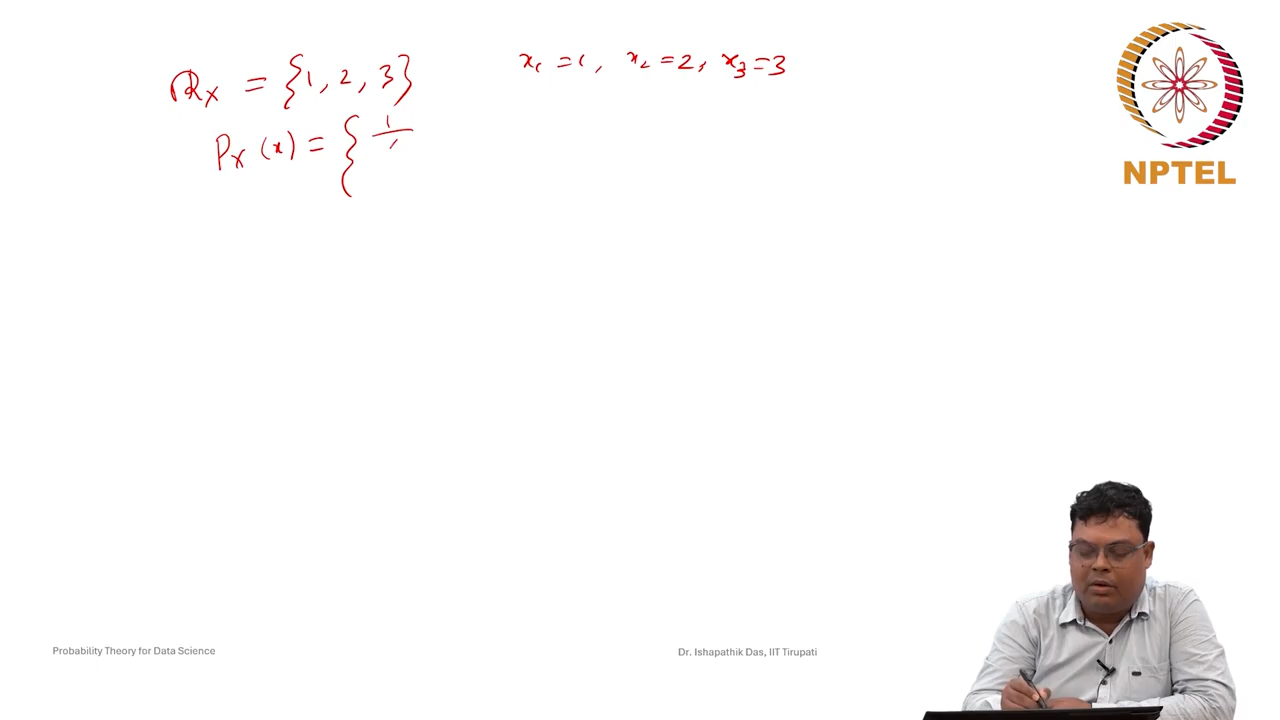 R_X = {1, 2, 3}
x_1 = 1, x_2 = 2, x_3 = 3
P_X (x) = { 1/
NPTEL
Probability Theory for Data Science
Dr. Ishapathik Das, IIT Tirupati